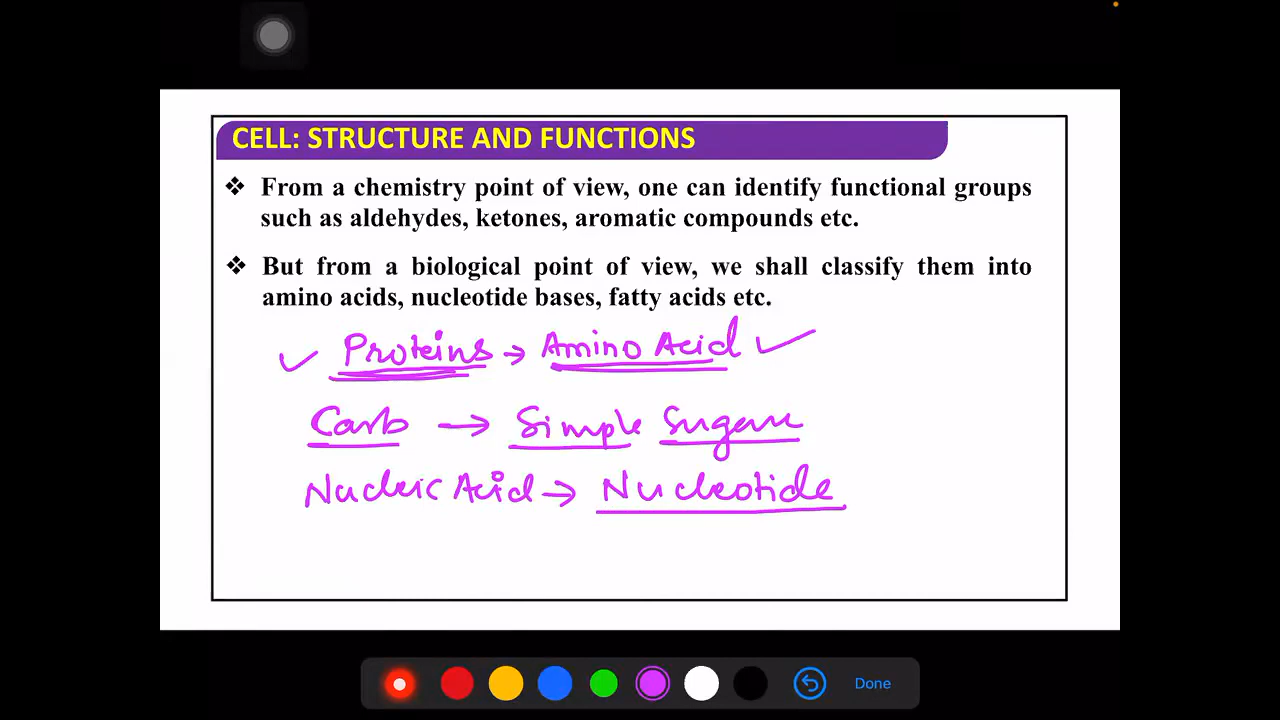 CELL: STRUCTURE AND FUNCTIONS
❖ From a chemistry point of view, one can identify functional groups
such as aldehydes, ketones, aromatic compounds etc.
❖ But from a biological point of view, we shall classify them into
amino acids, nucleotide bases, fatty acids etc.
✓ Proteins → Amino Acid ✓
Carb → Simple Sugars
Nucleic Acid → Nucleotide
Done